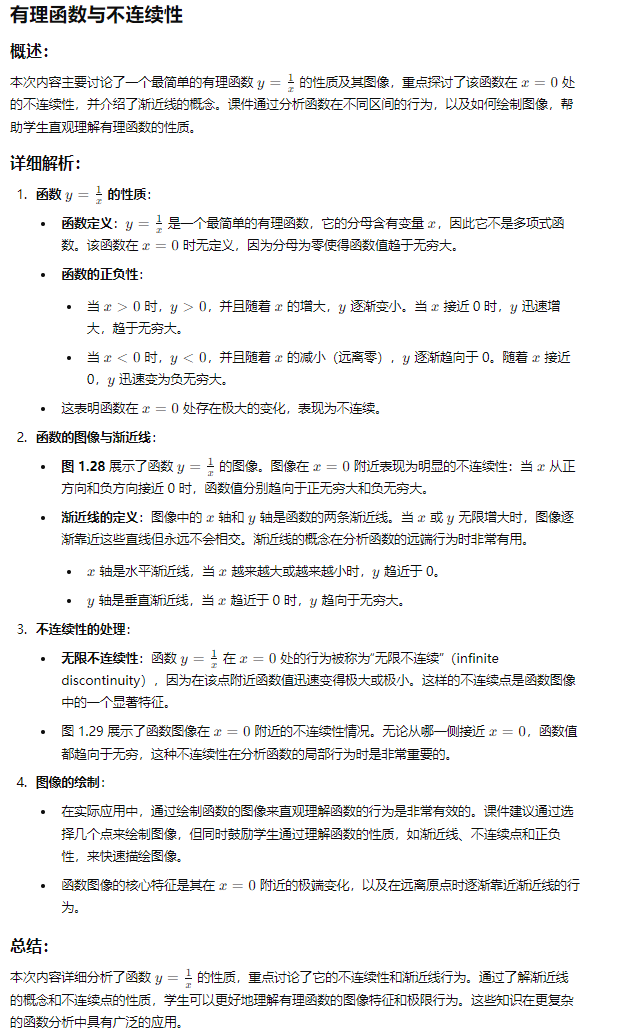 有理函数与不连续性
概述：
本次内容主要讨论了一个最简单的有理函数 y = 1/x 的性质及其图像，重点探讨了该函数在 x = 0 处
的不连续性，并介绍了渐近线的概念。课件通过分析函数在不同区间的行为，以及如何绘制图像，帮
助学生直观理解有理函数的性质。
详细解析：
1. 函数 y = 1/x 的性质：
• 函数定义：y = 1/x 是一个最简单的有理函数，它的分母含有变量 x，因此它不是多项式函
数。该函数在 x = 0 时无定义，因为分母为零使得函数值趋于无穷大。
• 函数的正负性：
• 当 x > 0 时，y > 0，并且随着 x 的增大，y 逐渐变小。当 x 接近 0 时，y 迅速增
大，趋于无穷大。
• 当 x < 0 时，y < 0，并且随着 x 的减小（远离零），y 逐渐趋向于 0。随着 x 接近
0，y 迅速变为负无穷大。
• 这表明函数在 x = 0 处存在极大的变化，表现为不连续。
2. 函数的图像与渐近线：
• 图 1.28 展示了函数 y = 1/x 的图像。图像在 x = 0 附近表现为明显的不连续性：当 x 从正
方向和负方向接近 0 时，函数值分别趋向于正无穷大和负无穷大。
• 渐近线的定义：图像中的 x 轴和 y 轴是函数的两条渐近线。当 x 或 y 无限增大时，图像逐
渐靠近这些直线但永远不会相交。渐近线的概念在分析函数的远端行为时非常有用。
• x 轴是水平渐近线，当 x 越来越大或越来越小时，y 趋近于 0。
• y 轴是垂直渐近线，当 x 趋近于 0 时，y 趋向于无穷大。
3. 不连续性的处理：
• 无限不连续性：函数 y = 1/x 在 x = 0 处的行为被称为“无限不连续”（infinite
discontinuity），因为在该点附近函数值迅速变得极大或极小。这样的不连续点是函数图像
中的一个显著特征。
• 图 1.29 展示了函数图像在 x = 0 附近的不连续性情况。无论从哪一侧接近 x = 0，函数值
都趋向于无穷，这种不连续性在分析函数的局部行为时是非常重要的。
4. 图像的绘制：
• 在实际应用中，通过绘制函数的图像来直观理解函数的行为是非常有效的。课件建议通过选
择几个点来绘制图像，但同时鼓励学生通过理解函数的性质，如渐近线、不连续点和正负
性，来快速描绘图像。
• 函数图像的核心特征是其在 x = 0 附近的极端变化，以及在远离原点时逐渐靠近渐近线的行
为。
总结：
本次内容详细分析了函数 y = 1/x 的性质，重点讨论了它的不连续性和渐近线行为。通过了解渐近线
的概念和不连续点的性质，学生可以更好地理解有理函数的图像特征和极限行为。这些知识在更复杂
的函数分析中具有广泛的应用。